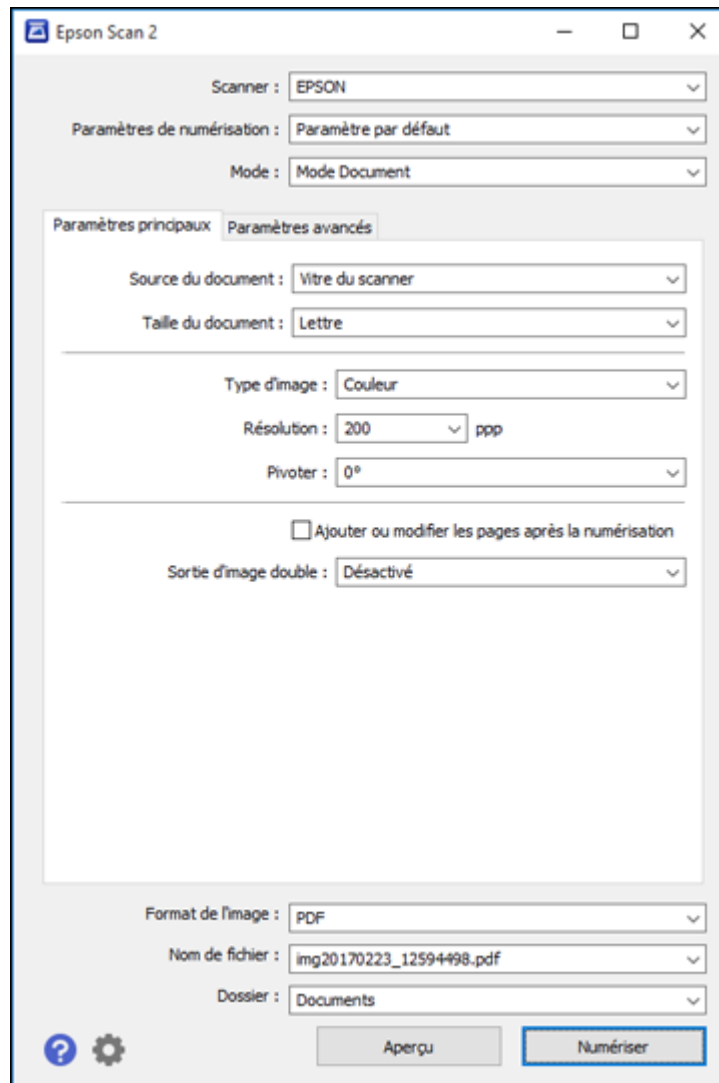 Epson Scan 2
Scanner : EPSON
Paramètres de numérisation : Paramètre par défaut
Mode : Mode Document
Paramètres principaux Paramètres avancés
Source du document : Vitre du scanner
Taille du document : Lettre
Type d'image : Couleur
Résolution : 200 ppp
Pivoter : 0°
Ajouter ou modifier les pages après la numérisation
Sortie d'image double : Désactivé
Format de l'image : PDF
Nom de fichier : img20170223_12594498.pdf
Dossier : Documents
? Aperçu Numériser